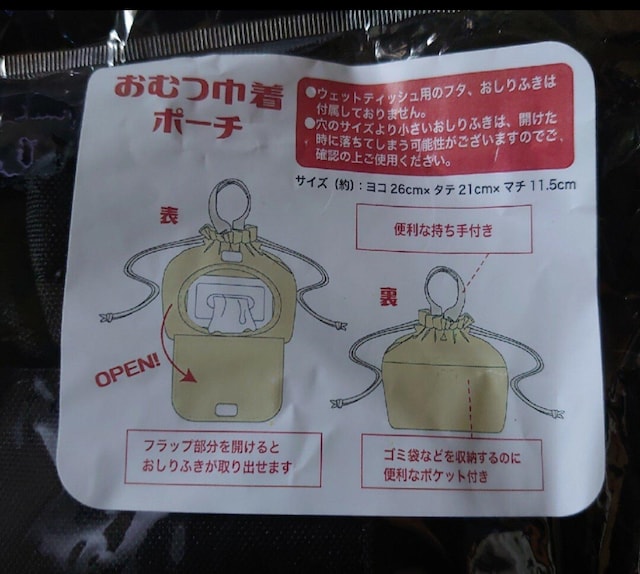 おむつ巾着
ポーチ
●ウェットティッシュ用のフタ、おしりふきは
付属しておりません。
●穴のサイズより小さいおしりふきは、開けた
時に落ちてしまう可能性がございますのでご
確認の上ご使用ください。
サイズ（約）：ヨコ 26cm× タテ 21cm× マチ 11.5cm
表
便利な持ち手付き
裏
OPEN!
フラップ部分を開けると
おしりふきが取り出せます
ゴミ袋などを収納するのに
便利なポケット付き